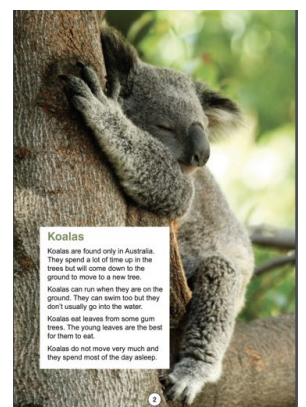 Koalas
Koalas are found only in Australia.
They spend a lot of time up in the
trees but will come down to the
ground to move to a new tree.
Koalas can run when they are on the
ground. They can swim too but they
don't usually go into the water.
Koalas eat leaves from some gum
trees. The young leaves are the best
for them to eat.
Koalas do not move very much and
they spend most of the day asleep.
2